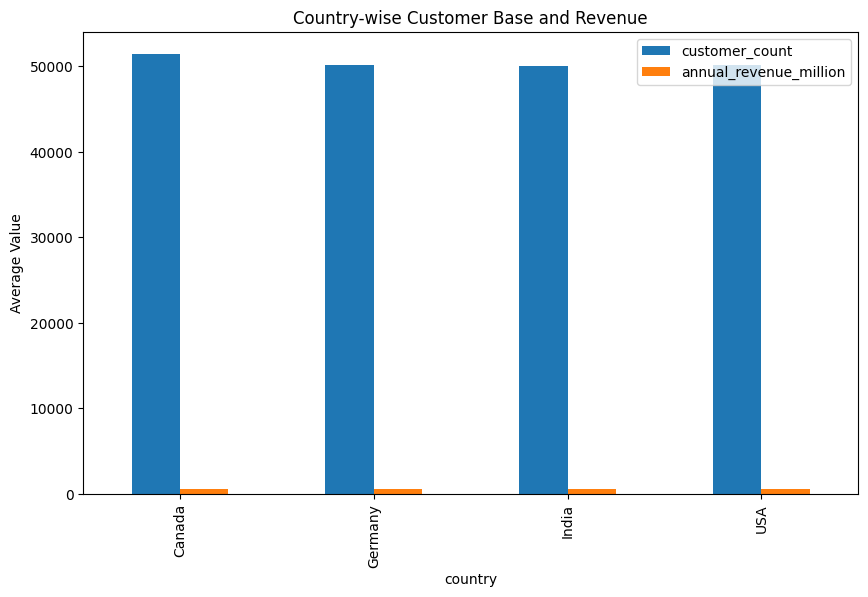 Country-wise Customer Base and Revenue
customer_count
annual_revenue_million
Average Value
50000
40000
30000
20000
10000
0
Canada
Germany
India
USA
country